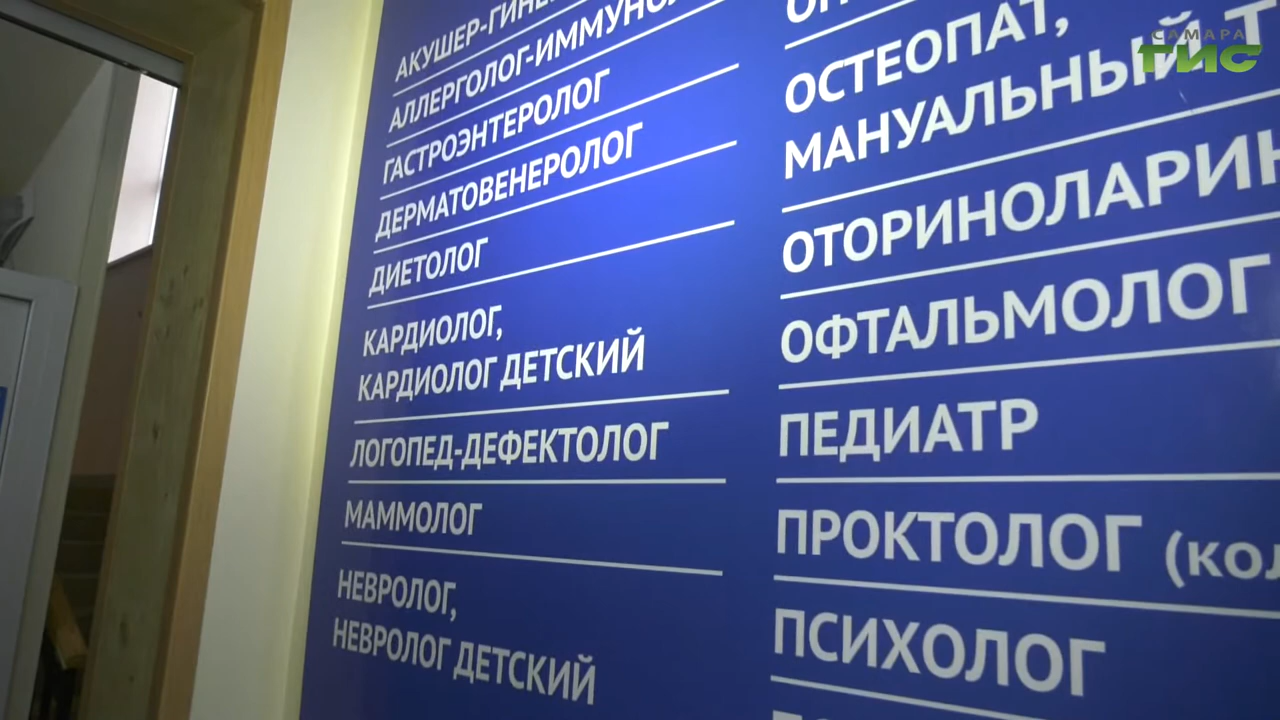 АЛЛЕРГОЛОГ-ИММУНОЛ
ГАСТРОЭНТЕРОЛОГ
ДЕРМАТОВЕНЕРОЛОГ
ДИЕТОЛОГ
КАРДИОЛОГ,
КАРДИОЛОГ ДЕТСКИЙ
ЛОГОПЕД-ДЕФЕКТОЛОГ
МАММОЛОГ
НЕВРОЛОГ,
НЕВРОЛОГ ДЕТСКИЙ
ОСТЕОПАТ,
МАНУАЛЬНЫЙ Т
ОТОРИНОЛАРИН
ОФТАЛЬМОЛОГ
ПЕДИАТР
ПРОКТОЛОГ (кол
ПСИХОЛОГ
САМАРА
ГИС